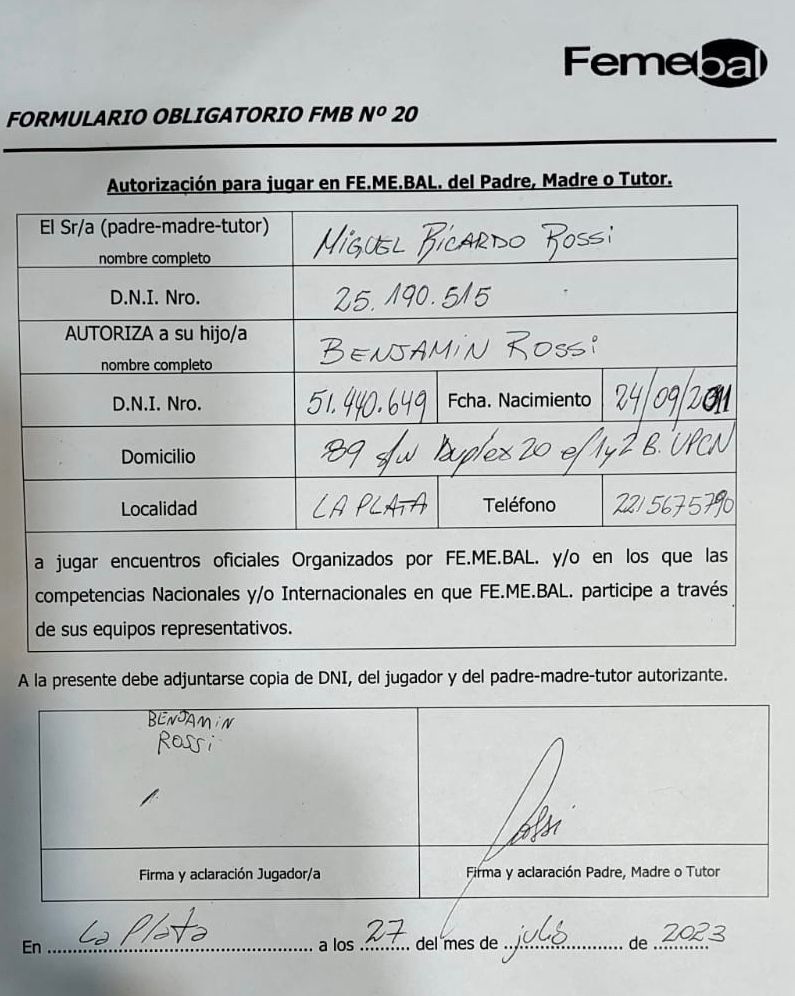 Femebal
FORMULARIO OBLIGATORIO FMB Nº 20
Autorización para jugar en FE.ME.BAL. del Padre, Madre o Tutor.
El Sr/a (padre-madre-tutor)
nombre completo
MIGUEL RICARDO ROSSI
D.N.I. Nro.
25.190.515
AUTORIZA a su hijo/a
nombre completo
BENJAMIN ROSSI
D.N.I. Nro.
51.440.649
Fcha. Nacimiento
24/09/2011
Domicilio
89 s/n Duplex 20 e/1y2 B. UPCN
Localidad
LA PLATA
Teléfono
2215675790
a jugar encuentros oficiales Organizados por FE.ME.BAL. y/o en los que las
competencias Nacionales y/o Internacionales en que FE.ME.BAL. participe a través
de sus equipos representativos.
A la presente debe adjuntarse copia de DNI, del jugador y del padre-madre-tutor autorizante.
BENJAMIN
ROSSI
Rossi
Firma y aclaración Jugador/a
Firma y aclaración Padre, Madre o Tutor
En La Plata a los 27 del mes de julio de 2023